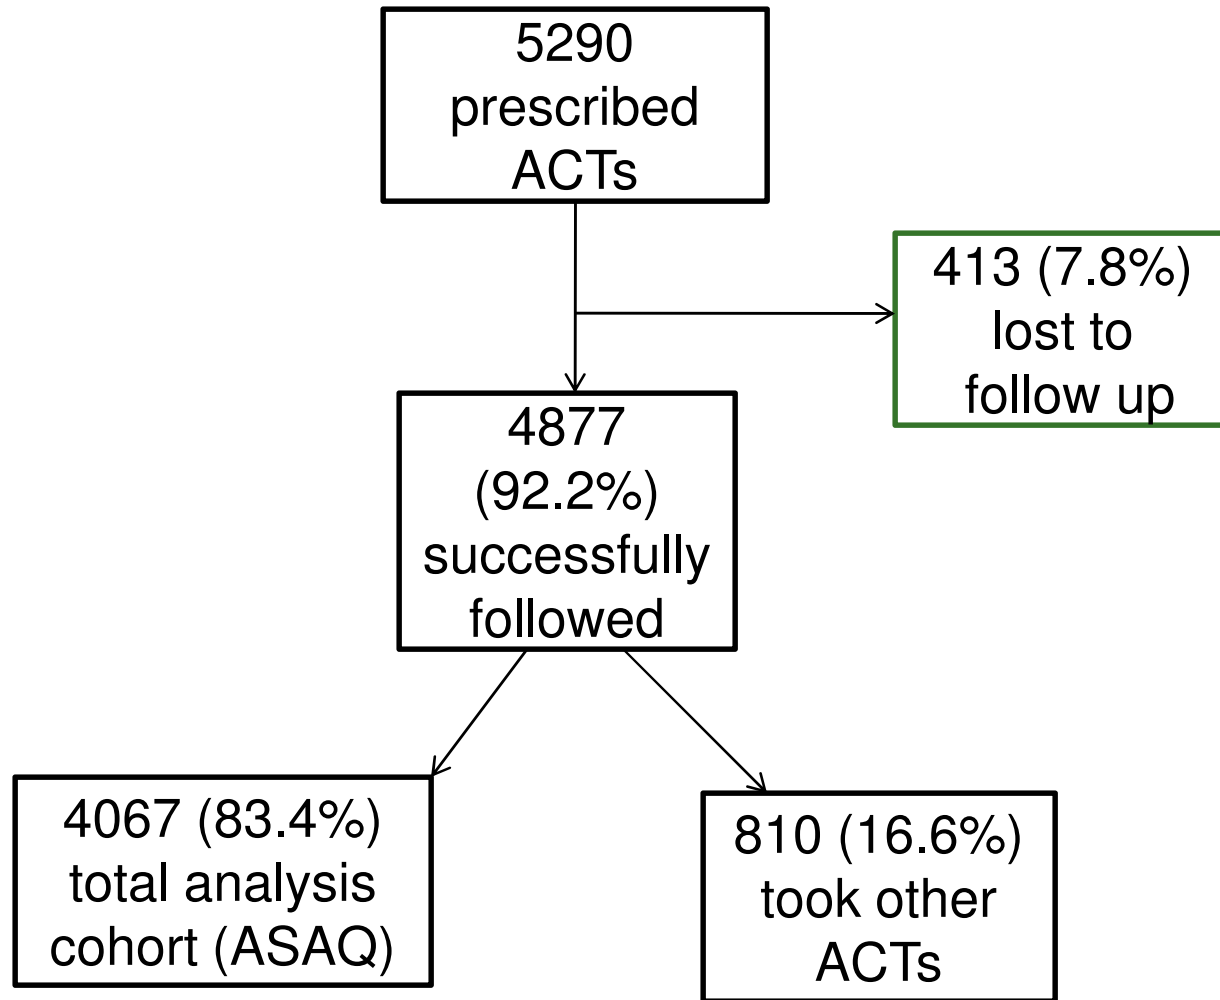 5290
prescribed
ACTs
413 (7.8%)
lost to
follow up
4877
(92.2%)
successfully
followed
4067 (83.4%)
total analysis
cohort (ASAQ)
810 (16.6%)
took other
ACTs